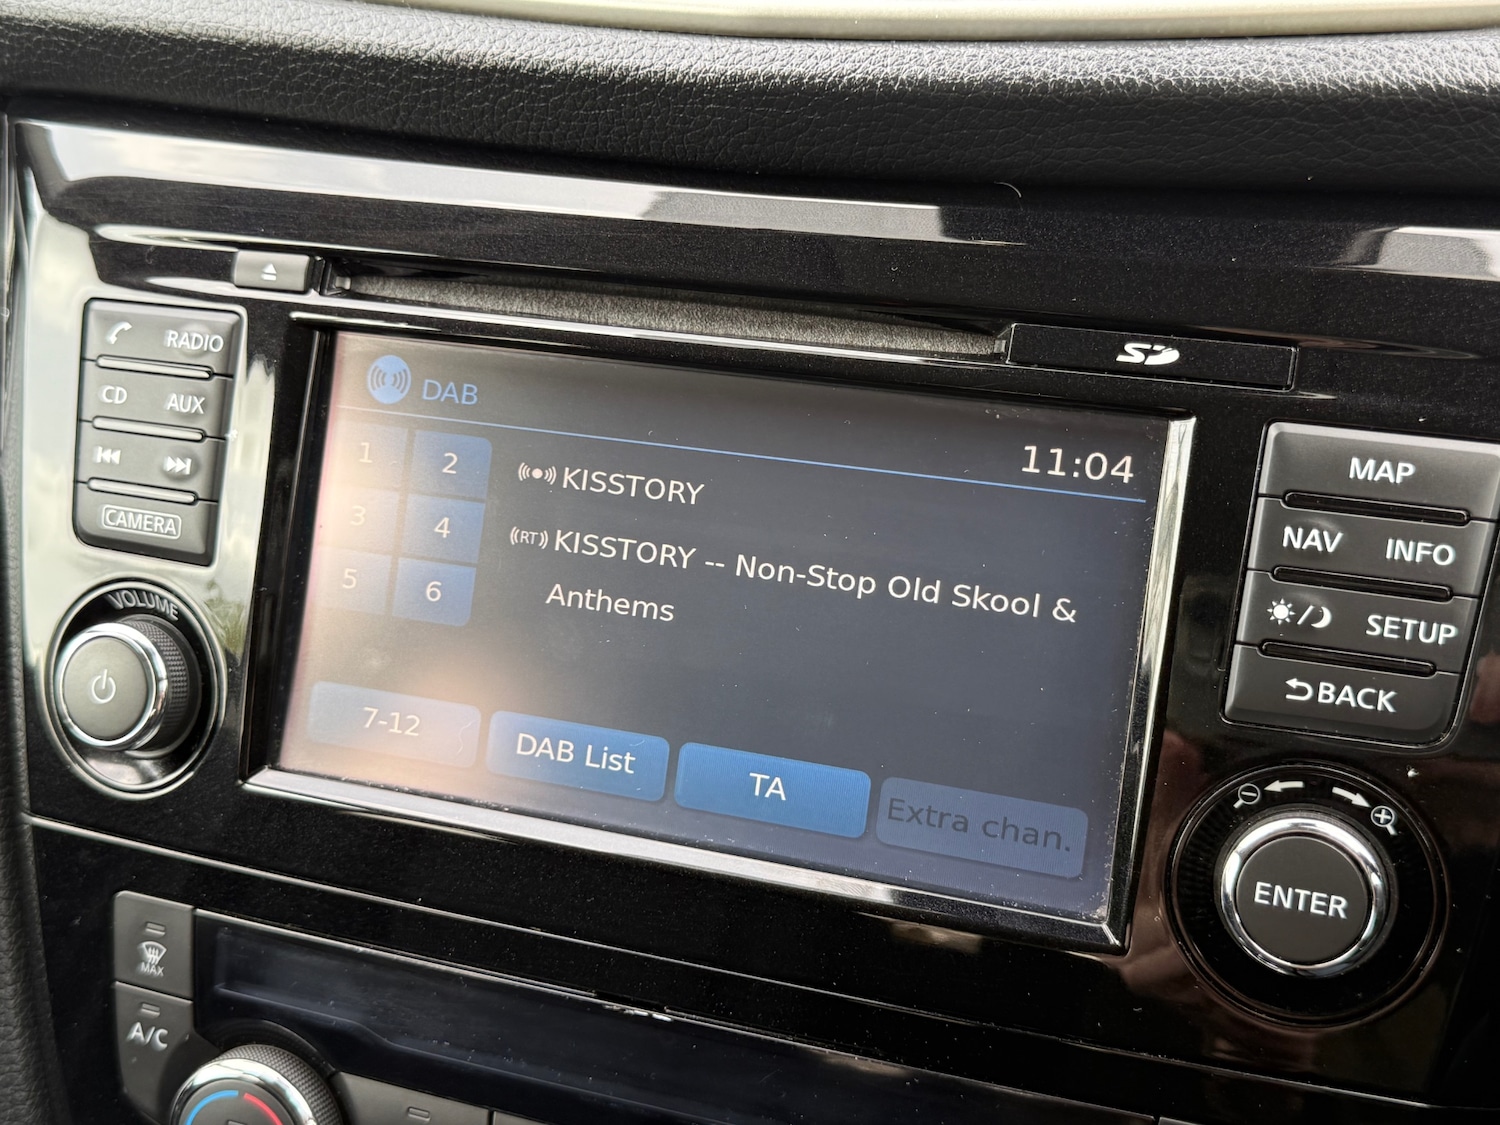 RADIO
CD AUX
CAMERA
VOLUME
SD
DAB
11:04
1 2
3 4
5 6
KISSTORY
(RT) KISSTORY -- Non-Stop Old Skool &
Anthems
7-12
DAB List
TA
Extra chan.
MAP
NAV INFO
SETUP
BACK
ENTER
MAX
A/C